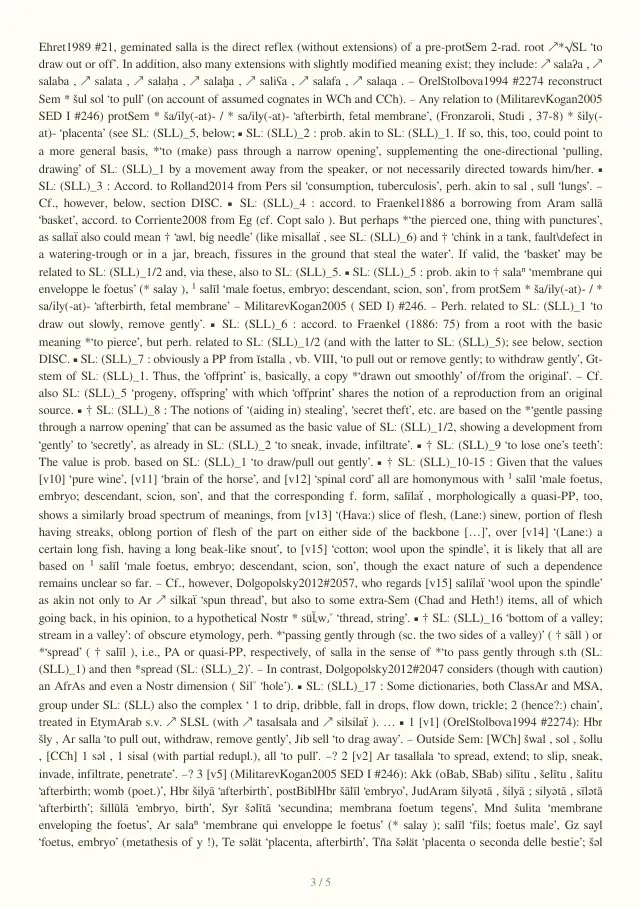 Ehret1989 #21, geminated salla is the direct reflex (without extensions) of a pre-protSem 2-rad. root ↗*√SL ‘to
draw out or off’. In addition, also many extensions with slightly modified meaning exist; they include: ↗ salaʔa , ↗
salaba , ↗ salata , ↗ salaḥa , ↗ salaḫa , ↗ saliʕa , ↗ salafa , ↗ salaqa . – OrelStolbova1994 #2274 reconstruct
Sem * šul sol ‘to pull’ (on account of assumed cognates in WCh and CCh). – Any relation to (MilitarevKogan2005
SED I #246) protSem * ša/ily(-at)- / * sa/ily(-at)- ‘afterbirth, fetal membrane’, (Fronzaroli, Studi , 37-8) * šily(-
at)- ‘placenta’ (see SLː (SLL)_5, below; ▪ SLː (SLL)_2 : prob. akin to SLː (SLL)_1. If so, this, too, could point to
a more general basis, *‘to (make) pass through a narrow opening’, supplementing the one-directional ‘pulling,
drawing’ of SLː (SLL)_1 by a movement away from the speaker, or not necessarily directed towards him/her. ▪
SLː (SLL)_3 : Accord. to Rolland2014 from Pers sil ‘consumption, tuberculosis’, perh. akin to sal , sull ‘lungs’. –
Cf., however, below, section DISC. ▪ SLː (SLL)_4 : accord. to Fraenkel1886 a borrowing from Aram sallā
‘basket’, accord. to Corriente2008 from Eg (cf. Copt salo ). But perhaps *‘the pierced one, thing with punctures’,
as sallaẗ also could mean † ‘awl, big needle’ (like misallaẗ , see SLː (SLL)_6) and † ‘chink in a tank, fault\defect in
a watering-trough or in a jar, breach, fissures in the ground that steal the water’. If valid, the ‘basket’ may be
related to SLː (SLL)_1/2 and, via these, also to SLː (SLL)_5. ▪ SLː (SLL)_5 : prob. akin to † salaⁿ ‘membrane qui
enveloppe le foetus’ (* salay ), ¹ salīl ‘male foetus, embryo; descendant, scion, son’, from protSem * ša/ily(-at)- / *
sa/ily(-at)- ‘afterbirth, fetal membrane’ – MilitarevKogan2005 ( SED I) #246. – Perh. related to SLː (SLL)_1 ‘to
draw out slowly, remove gently’. ▪ SLː (SLL)_6 : accord. to Fraenkel (1886: 75) from a root with the basic
meaning *‘to pierce’, but perh. related to SLː (SLL)_1/2 (and with the latter to SLː (SLL)_5); see below, section
DISC. ▪ SLː (SLL)_7 : obviously a PP from ĭstalla , vb. VIII, ‘to pull out or remove gently; to withdraw gently’, Gt-
stem of SLː (SLL)_1. Thus, the ‘offprint’ is, basically, a copy *‘drawn out smoothly’ of/from the original’. – Cf.
also SLː (SLL)_5 ‘progeny, offspring’ with which ‘offprint’ shares the notion of a reproduction from an original
source. ▪ † SLː (SLL)_8 : The notions of ‘(aiding in) stealing’, ‘secret theft’, etc. are based on the *‘gentle passing
through a narrow opening’ that can be assumed as the basic value of SLː (SLL)_1/2, showing a development from
‘gently’ to ‘secretly’, as already in SLː (SLL)_2 ‘to sneak, invade, infiltrate’. ▪ † SLː (SLL)_9 ‘to lose one’s teeth’:
The value is prob. based on SLː (SLL)_1 ‘to draw/pull out gently’. ▪ † SLː (SLL)_10-15 : Given that the values
[v10] ‘pure wine’, [v11] ‘brain of the horse’, and [v12] ‘spinal cord’ all are homonymous with ¹ salīl ‘male foetus,
embryo; descendant, scion, son’, and that the corresponding f. form, salīlaẗ , morphologically a quasi-PP, too,
shows a similarly broad spectrum of meanings, from [v13] ‘(Hava:) slice of flesh, (Lane:) sinew, portion of flesh
having streaks, oblong portion of flesh of the part on either side of the backbone […]’, over [v14] ‘(Lane:) a
certain long fish, having a long beak-like snout’, to [v15] ‘cotton; wool upon the spindle’, it is likely that all are
based on ¹ salīl ‘male foetus, embryo; descendant, scion, son’, though the exact nature of such a dependence
remains unclear so far. – Cf., however, Dolgopolsky2012#2057, who regards [v15] salīlaẗ ‘wool upon the spindle’
as akin not only to Ar ↗ silkaẗ ‘spun thread’, but also to some extra-Sem (Chad and Heth!) items, all of which
going back, in his opinion, to a hypothetical Nostr * ‘thread, string’. ▪ † SLː (SLL)_16 ‘bottom of a valley;
stream in a valley’: of obscure etymology, perh. *‘passing gently through (sc. the two sides of a valley)’ ( † sāll ) or
*‘spread’ ( † salīl ), i.e., PA or quasi-PP, respectively, of salla in the sense of *‘to pass gently through s.th (SLː
(SLL)_1) and then *spread (SLː (SLL)_2)’. – In contrast, Dolgopolsky2012#2047 considers (though with caution)
an AfrAs and even a Nostr dimension ( Silˇ ‘hole’). ▪ SLː (SLL)_17 : Some dictionaries, both ClassAr and MSA,
group under SLː (SLL) also the complex ‘ 1 to drip, dribble, fall in drops, flow down, trickle; 2 (hence?:) chain’,
treated in EtymArab s.v. ↗ SLSL (with ↗ tasalsala and ↗ silsilaẗ ). … ▪ 1 [v1] (OrelStolbova1994 #2274): Hbr
šly , Ar salla ‘to pull out, withdraw, remove gently’, Jib sell ‘to drag away’. – Outside Sem: [WCh] šwal , sol , šollu
, [CCh] 1 səl , 1 sisal (with partial redupl.), all ‘to pull’. –? 2 [v2] Ar tasallala ‘to slip, spread, extend; to slip, sneak,
invade, infiltrate, penetrate’. –? 3 [v5] (MilitarevKogan2005 SED I #246): Akk (oBab, SBab) silītu , šelītu , šalitu
‘afterbirth; womb (poet.)’, Hbr šilyā ‘afterbirth’, postBiblHbr šālīl ‘embryo’, JudAram šilyətā , šilyā ; silyətā , sīlətā
‘afterbirth’; šillūlā ‘embryo, birth’, Syr šəlītā ‘secundina; membrana foetum tegens’, Mnd šulita ‘membrane
enveloping the foetus’, Ar salaⁿ ‘membrane qui enveloppe le foetus’ (* salay ); salīl ‘fils; foetus male’, Gz sayl
‘foetus, embryo’ (metathesis of y !), Te səlät ‘placenta, afterbirth’, Tña šəlät ‘placenta o seconda delle bestie’; šəl
3 / 5